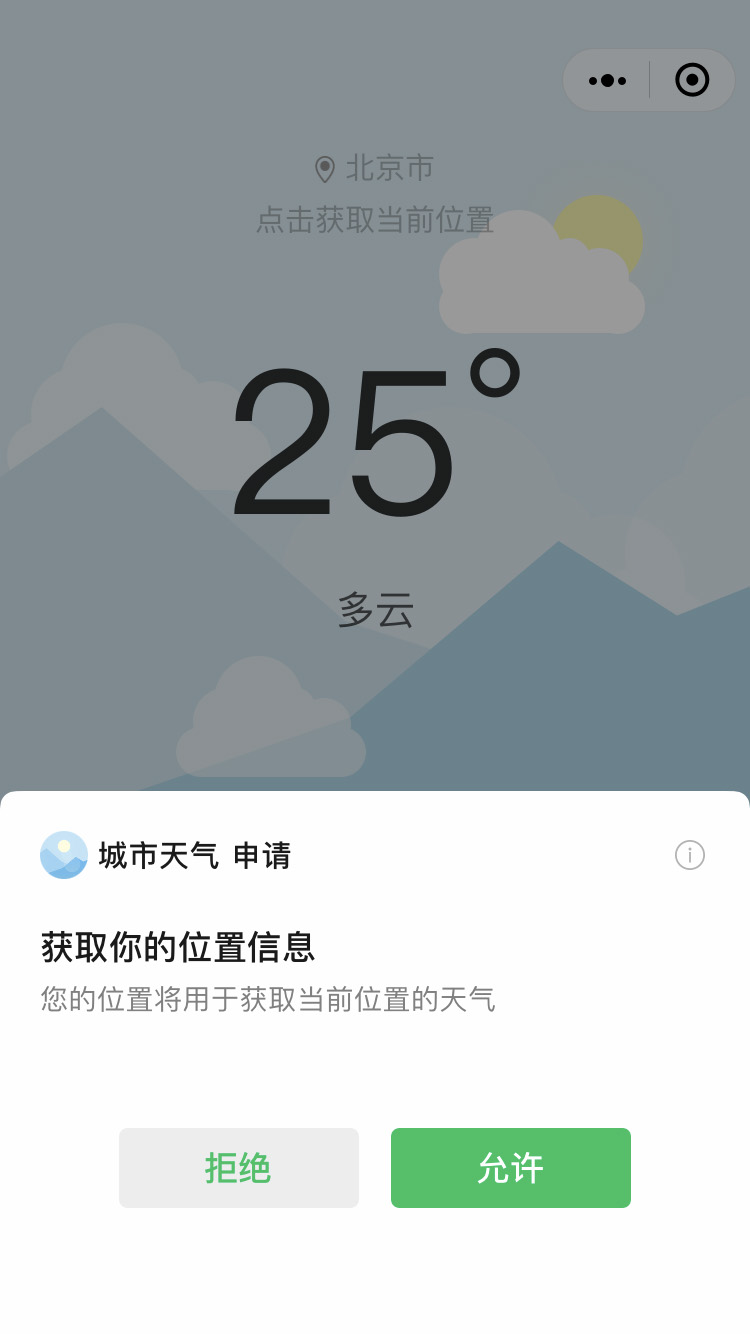 北京市
点击获取当前位置
25°
多云
城市天气 申请
获取你的位置信息
您的位置将用于获取当前位置的天气
拒绝 允许